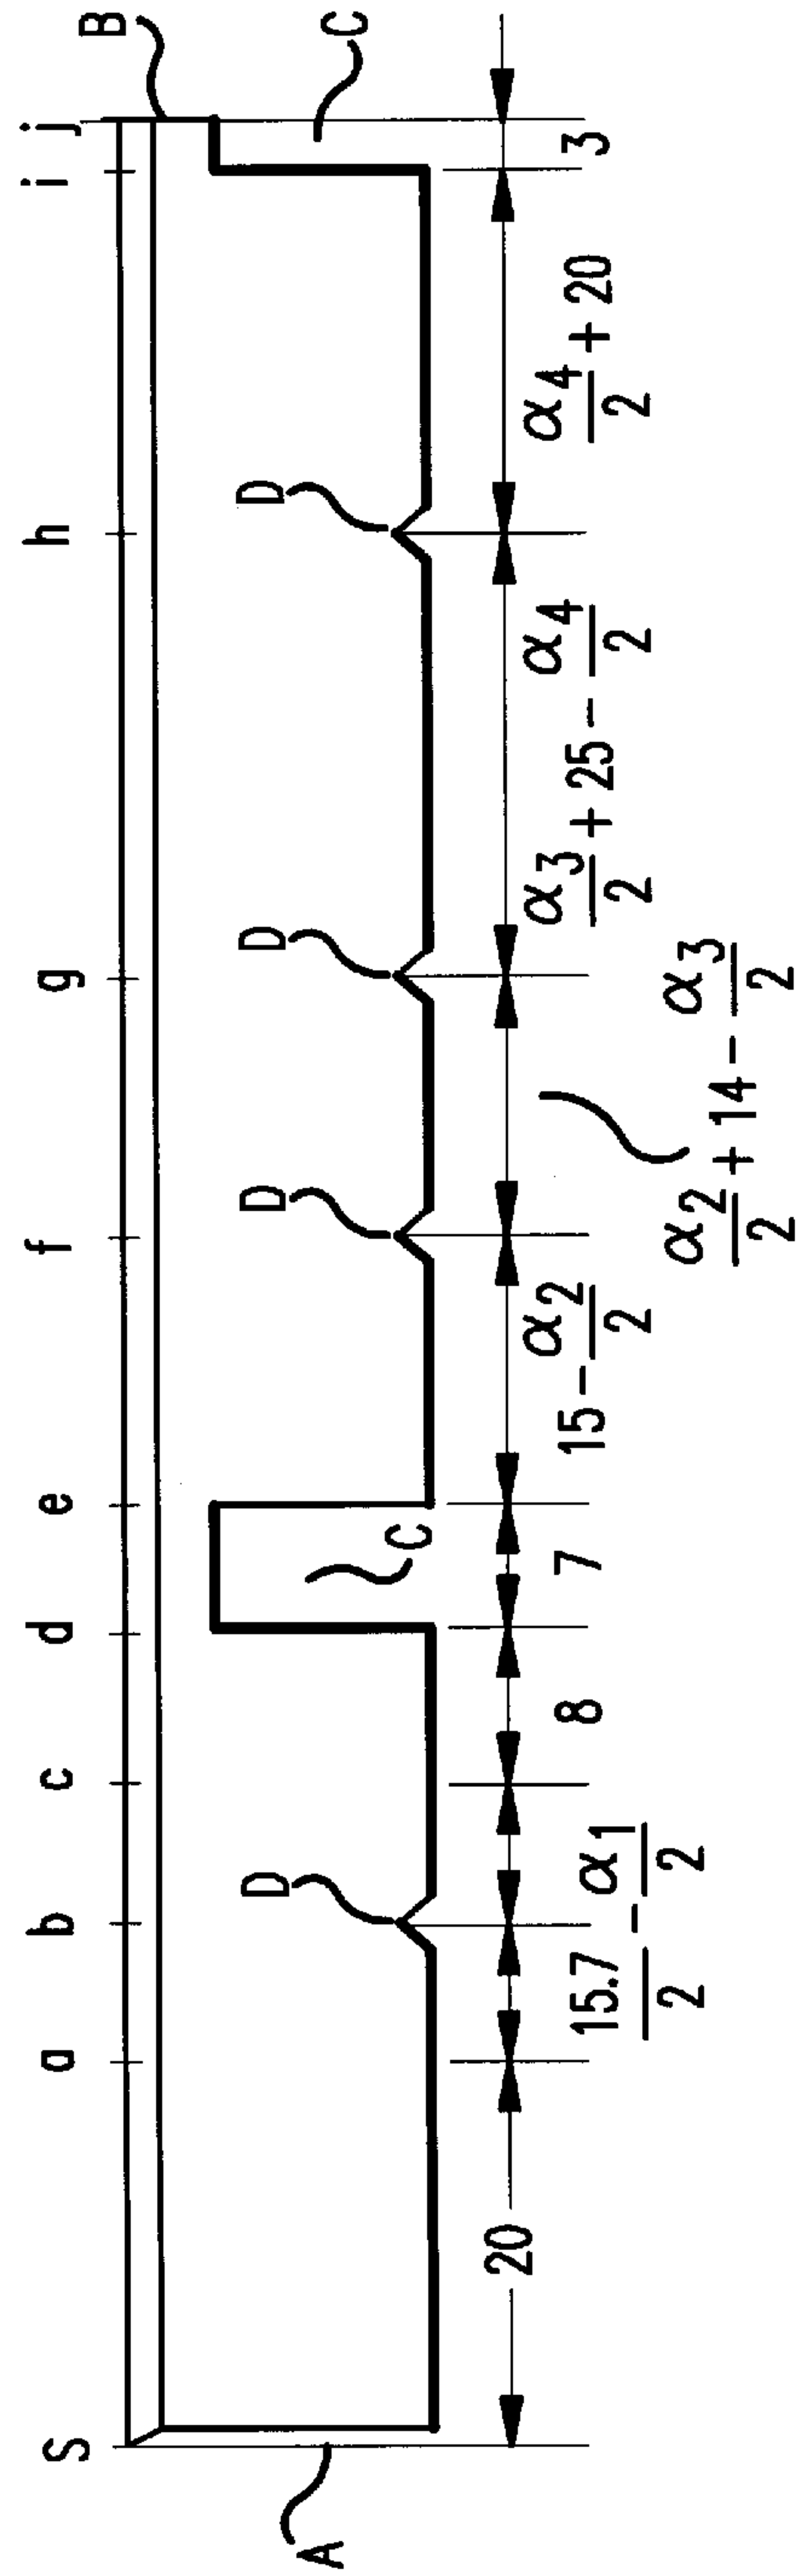 S a b c d e f g h i j
B
C
D D D D
C
A
20
15.7/2 - α1/2
8
7
15 - α2/2
α2/2 + 14 - α3/2
α3/2 + 25 - α4/2
α4/2 + 20
3